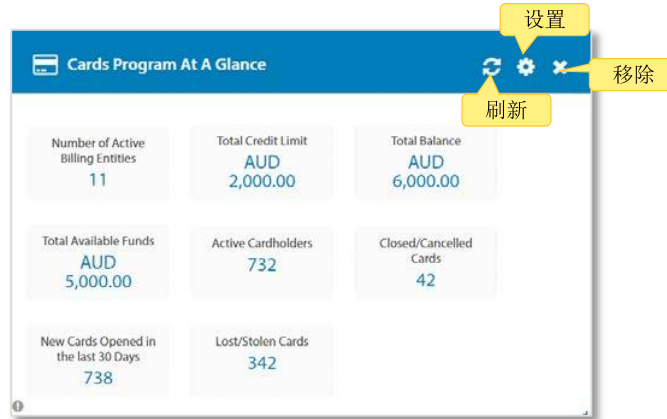 设置
Cards Program At A Glance
移除
刷新
Number of Active
Billing Entities
11
Total Credit Limit
AUD
2,000.00
Total Balance
AUD
6,000.00
Total Available Funds
AUD
5,000.00
Active Cardholders
732
Closed/Cancelled
Cards
42
New Cards Opened in
the last 30 Days
738
Lost/Stolen Cards
342